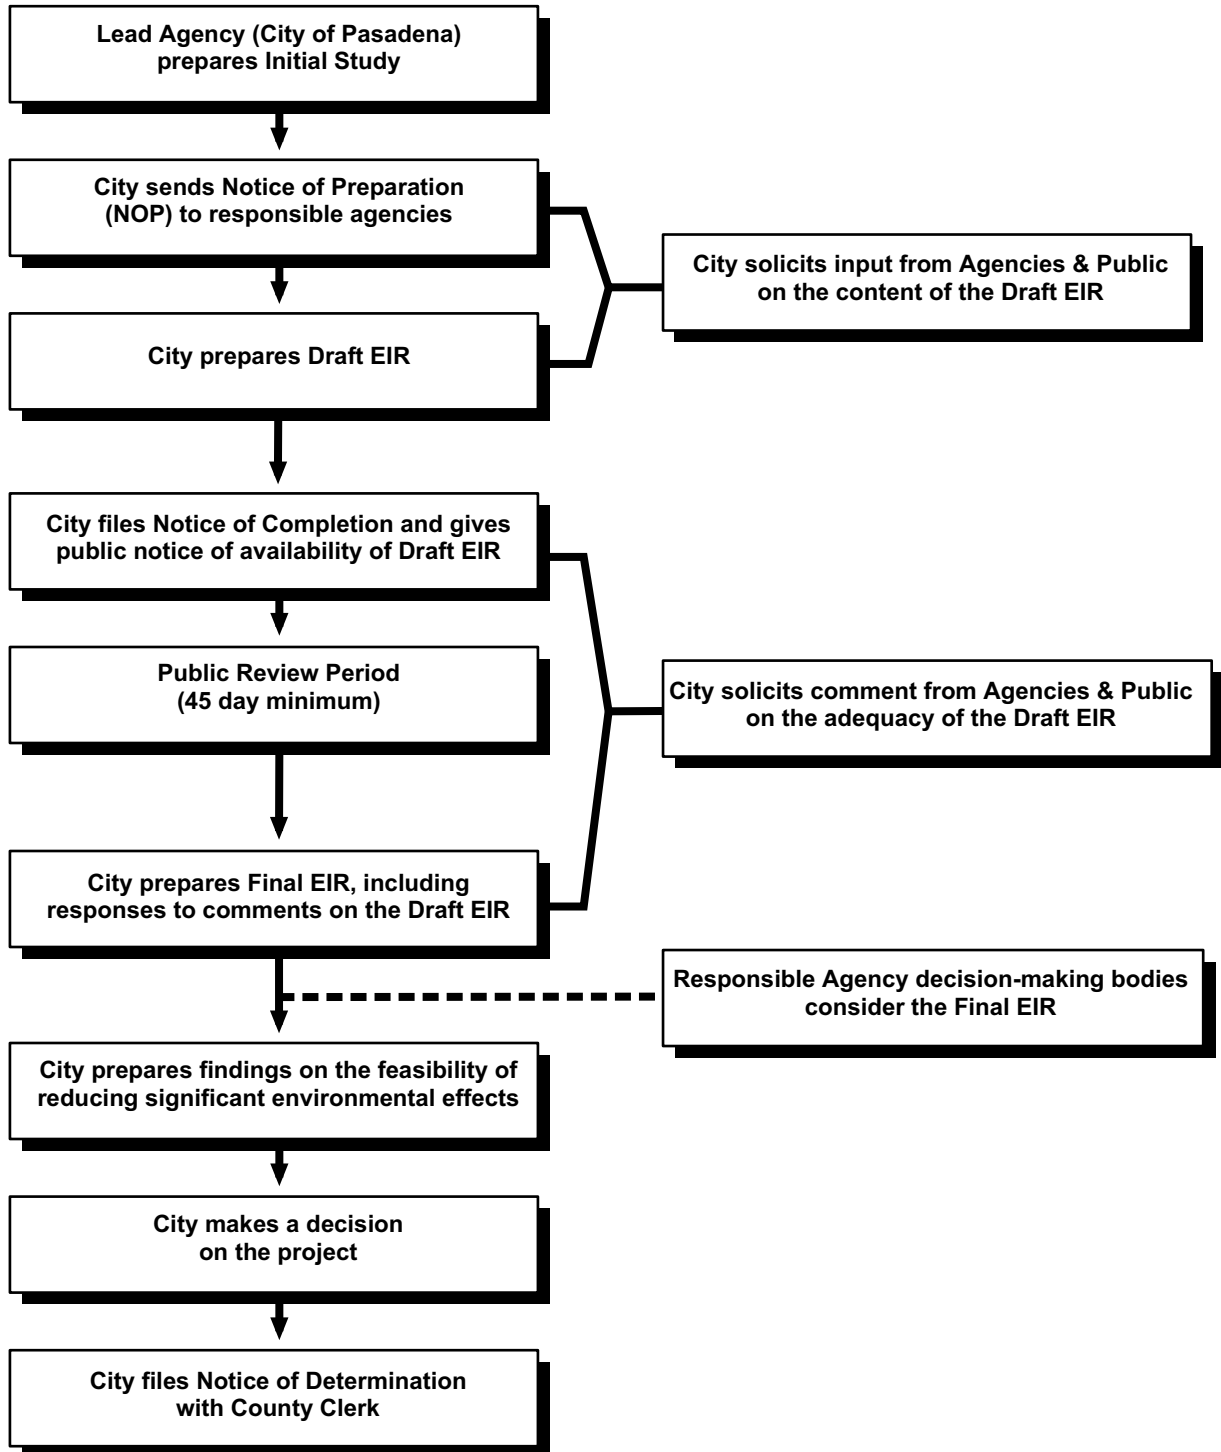 Lead Agency (City of Pasadena)
prepares Initial Study
City sends Notice of Preparation
(NOP) to responsible agencies
City solicits input from Agencies & Public
on the content of the Draft EIR
City prepares Draft EIR
City files Notice of Completion and gives
public notice of availability of Draft EIR
Public Review Period
(45 day minimum)
City solicits comment from Agencies & Public
on the adequacy of the Draft EIR
City prepares Final EIR, including
responses to comments on the Draft EIR
Responsible Agency decision-making bodies
consider the Final EIR
City prepares findings on the feasibility of
reducing significant environmental effects
City makes a decision
on the project
City files Notice of Determination
with County Clerk